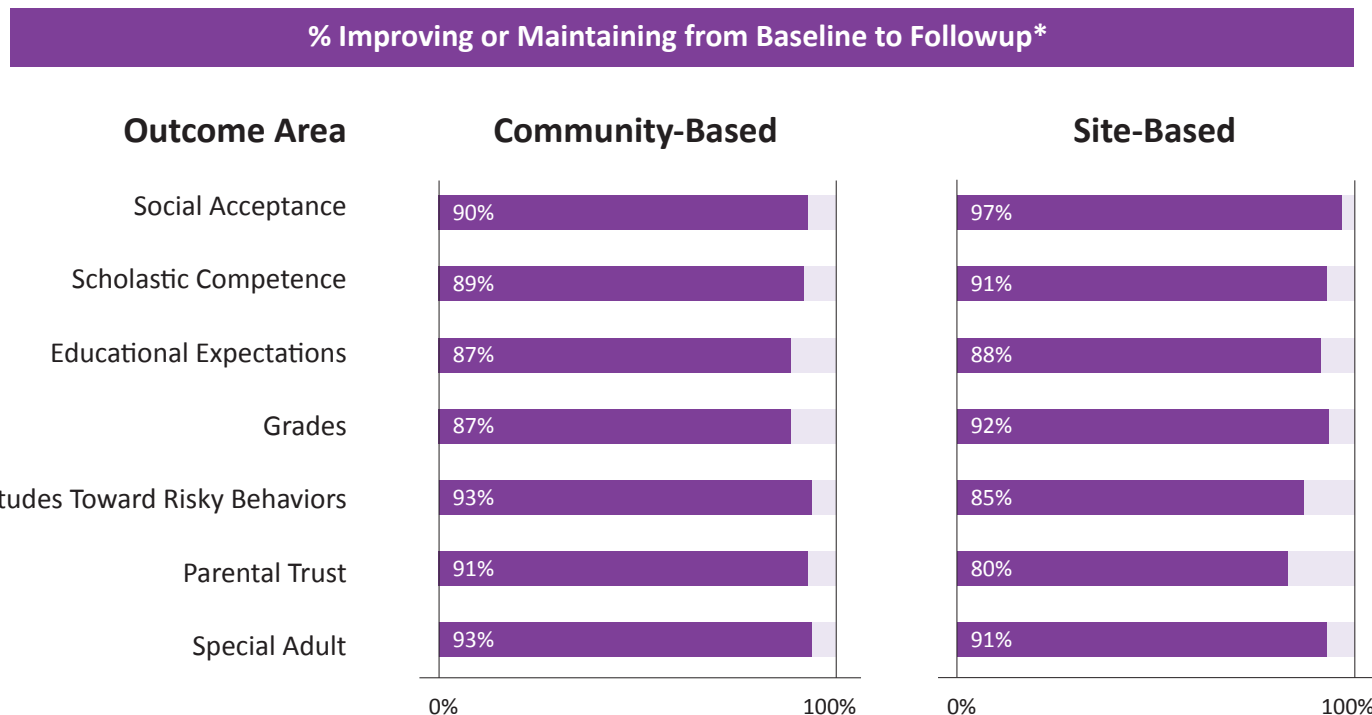 % Improving or Maintaining from Baseline to Followup*
Outcome Area Community-Based Site-Based
Social Acceptance 90% 97%
Scholastic Competence 89% 91%
Educational Expectations 87% 88%
Grades 87% 92%
tudes Toward Risky Behaviors 93% 85%
Parental Trust 91% 80%
Special Adult 93% 91%
0% 100% 0% 100%